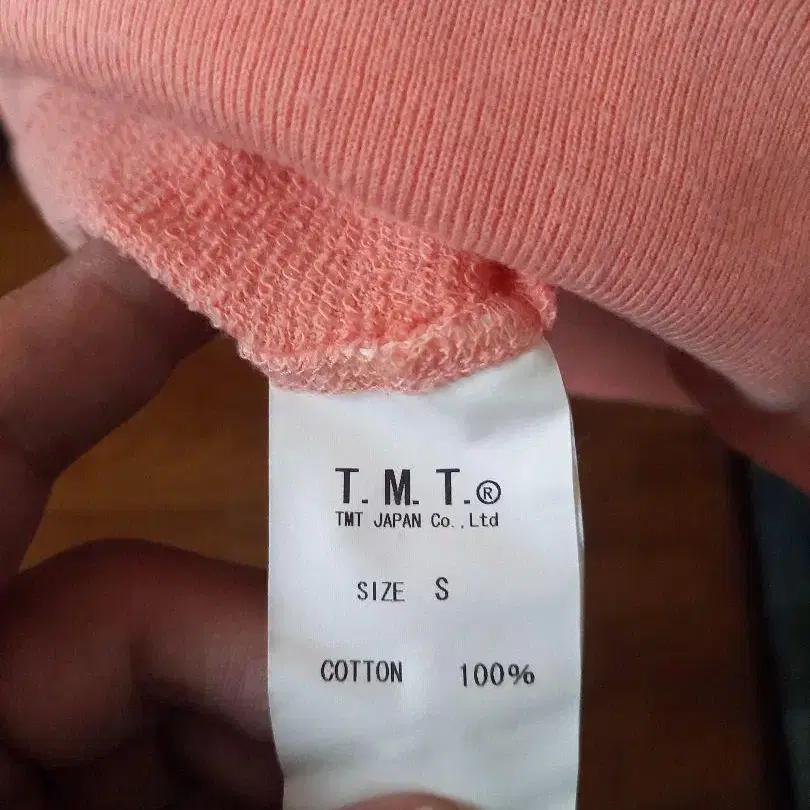 T.M.T.®
TMT JAPAN Co.,Ltd
SIZE S
COTTON 100%